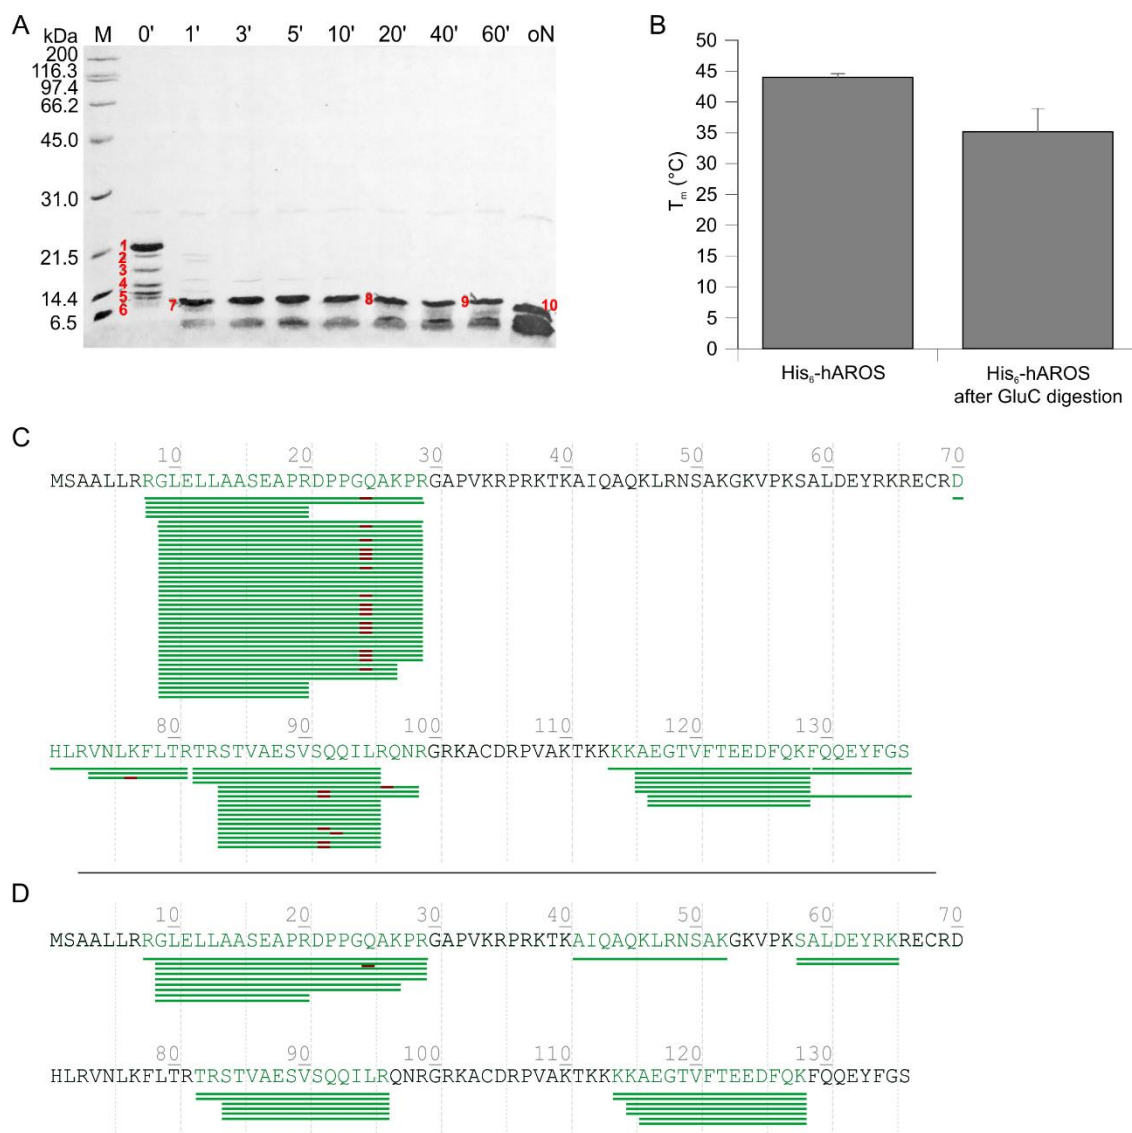 A
kDa M 0' 1' 3' 5' 10' 20' 40' 60' oN
200
116.3
97.4
66.2
45.0
31.0
21.5
14.4
6.5
1
2
3
4
5
6
7
8
9
10
B
50
45
40
35
30
25
20
15
10
5
0
Tm (°C)
His6-hAROS
His6-hAROS
after GluC digestion
C
10 20 30 40 50 60 70
MSAALLRRGLELLAASEAPRDPPGQAKPRGAPVKRPRKTKAIQAQKLRNSAKGKVPKSALDEYRKRECRD
80 90 100 110 120 130
HLRVNLKFLTRTRSTVAESVSQQILRQNRGRKACDRPVAKTKKKKAEGTVFTEEDFQKFQQEYFGS
D
10 20 30 40 50 60 70
MSAALLRRGLELLAASEAPRDPPGQAKPRGAPVKRPRKTKAIQAQKLRNSAKGKVPKSALDEYRKRECRD
80 90 100 110 120 130
HLRVNLKFLTRTRSTVAESVSQQILRQNRGRKACDRPVAKTKKKKAEGTVFTEEDFQKFQQEYFGS